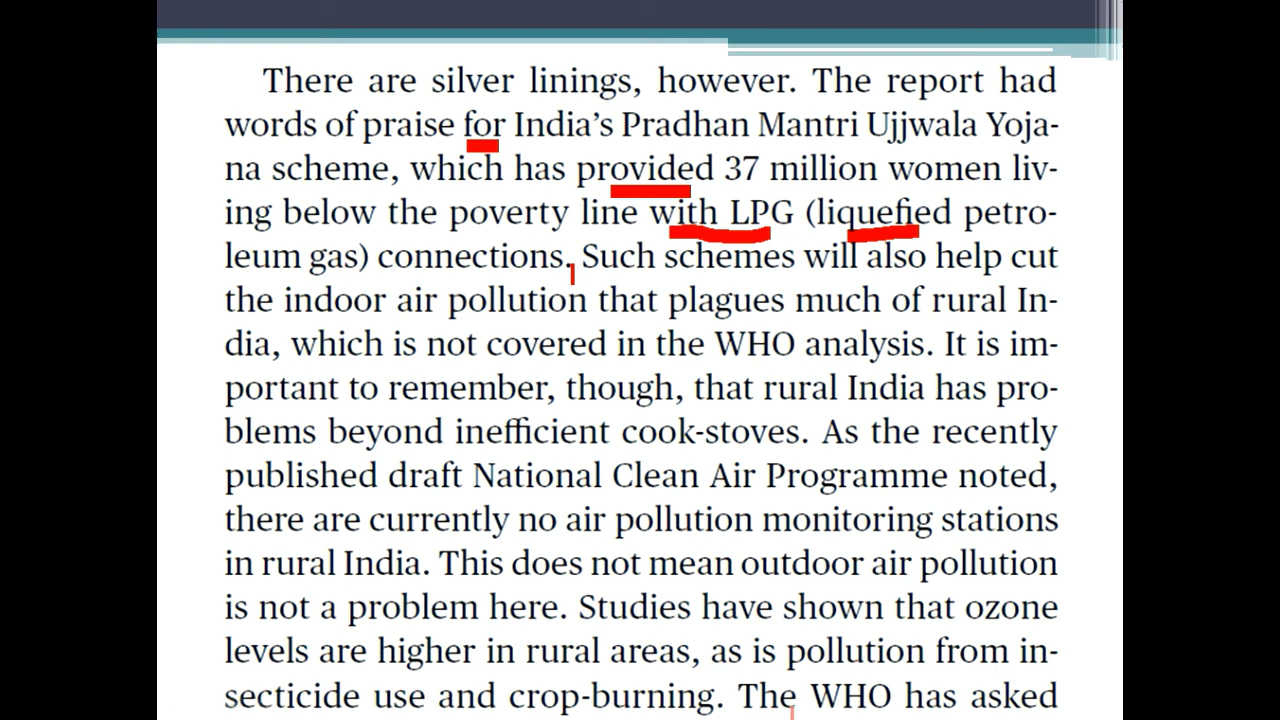 There are silver linings, however. The report had
words of praise for India's Pradhan Mantri Ujjwala Yoja-
na scheme, which has provided 37 million women liv-
ing below the poverty line with LPG (liquefied petro-
leum gas) connections. Such schemes will also help cut
the indoor air pollution that plagues much of rural In-
dia, which is not covered in the WHO analysis. It is im-
portant to remember, though, that rural India has pro-
blems beyond inefficient cook-stoves. As the recently
published draft National Clean Air Programme noted,
there are currently no air pollution monitoring stations
in rural India. This does not mean outdoor air pollution
is not a problem here. Studies have shown that ozone
levels are higher in rural areas, as is pollution from in-
secticide use and crop-burning. The WHO has asked